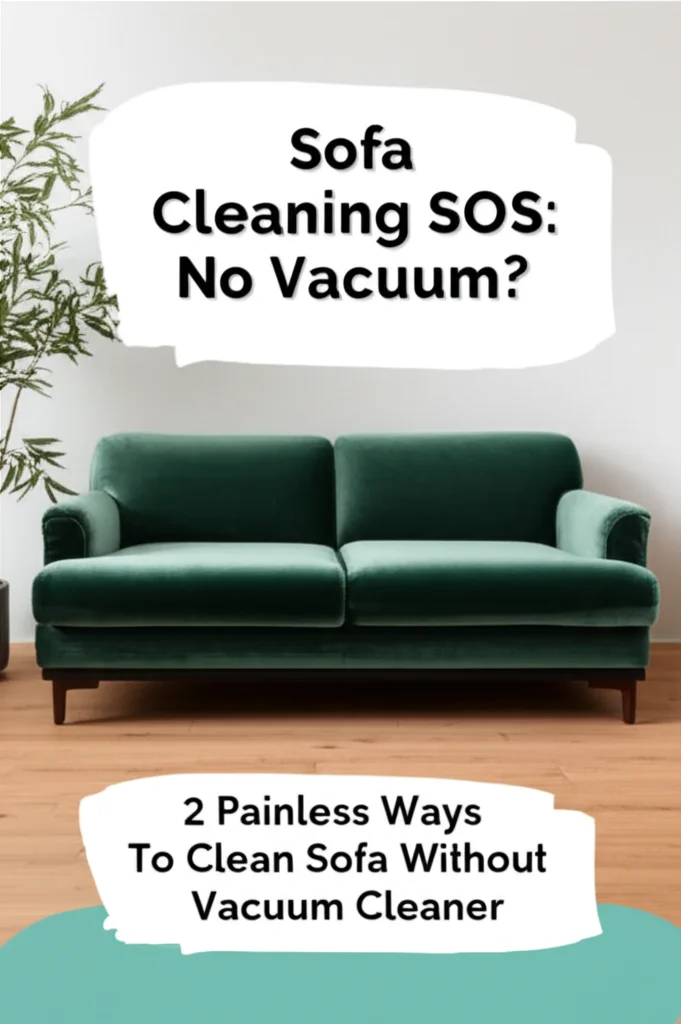 Sofa
Cleaning SOS:
No Vacuum?
2 Painless Ways
To Clean Sofa Without
Vacuum Cleaner